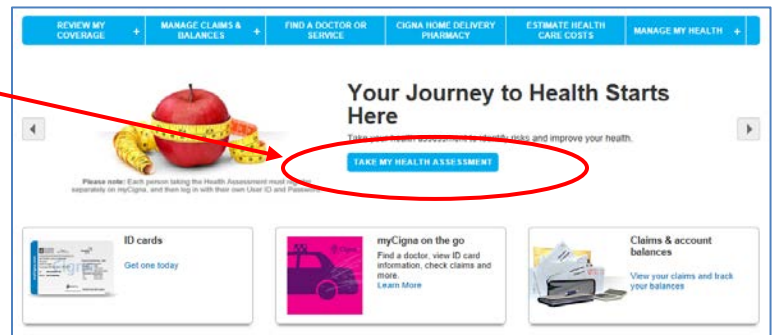 REVIEW MY
COVERAGE +
MANAGE CLAIMS &
BALANCES +
FIND A DOCTOR OR
SERVICE
CIGNA HOME DELIVERY
PHARMACY
ESTIMATE HEALTH
CARE COSTS
MANAGE MY HEALTH +
Your Journey to Health Starts
Here
Take your health assessment to identify risks and improve your health.
TAKE MY HEALTH ASSESSMENT
Please note: Each person taking the Health Assessment must register
separately on myCigna, and then log in with their own User ID and Password.
ID cards
Get one today
myCigna on the go
Find a doctor, view ID card
information, check claims and
more.
Learn More
Claims & account
balances
View your claims and track
your balances